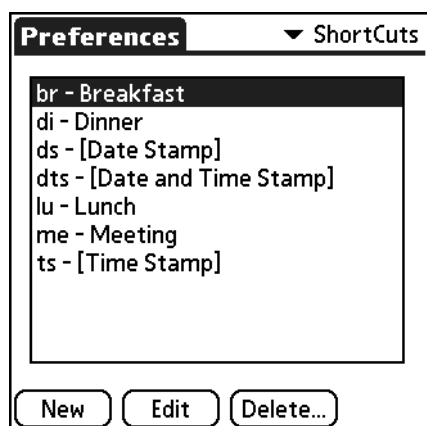 Preferences ShortCuts
br - Breakfast
di - Dinner
ds - [Date Stamp]
dts - [Date and Time Stamp]
lu - Lunch
me - Meeting
ts - [Time Stamp]
New Edit Delete...